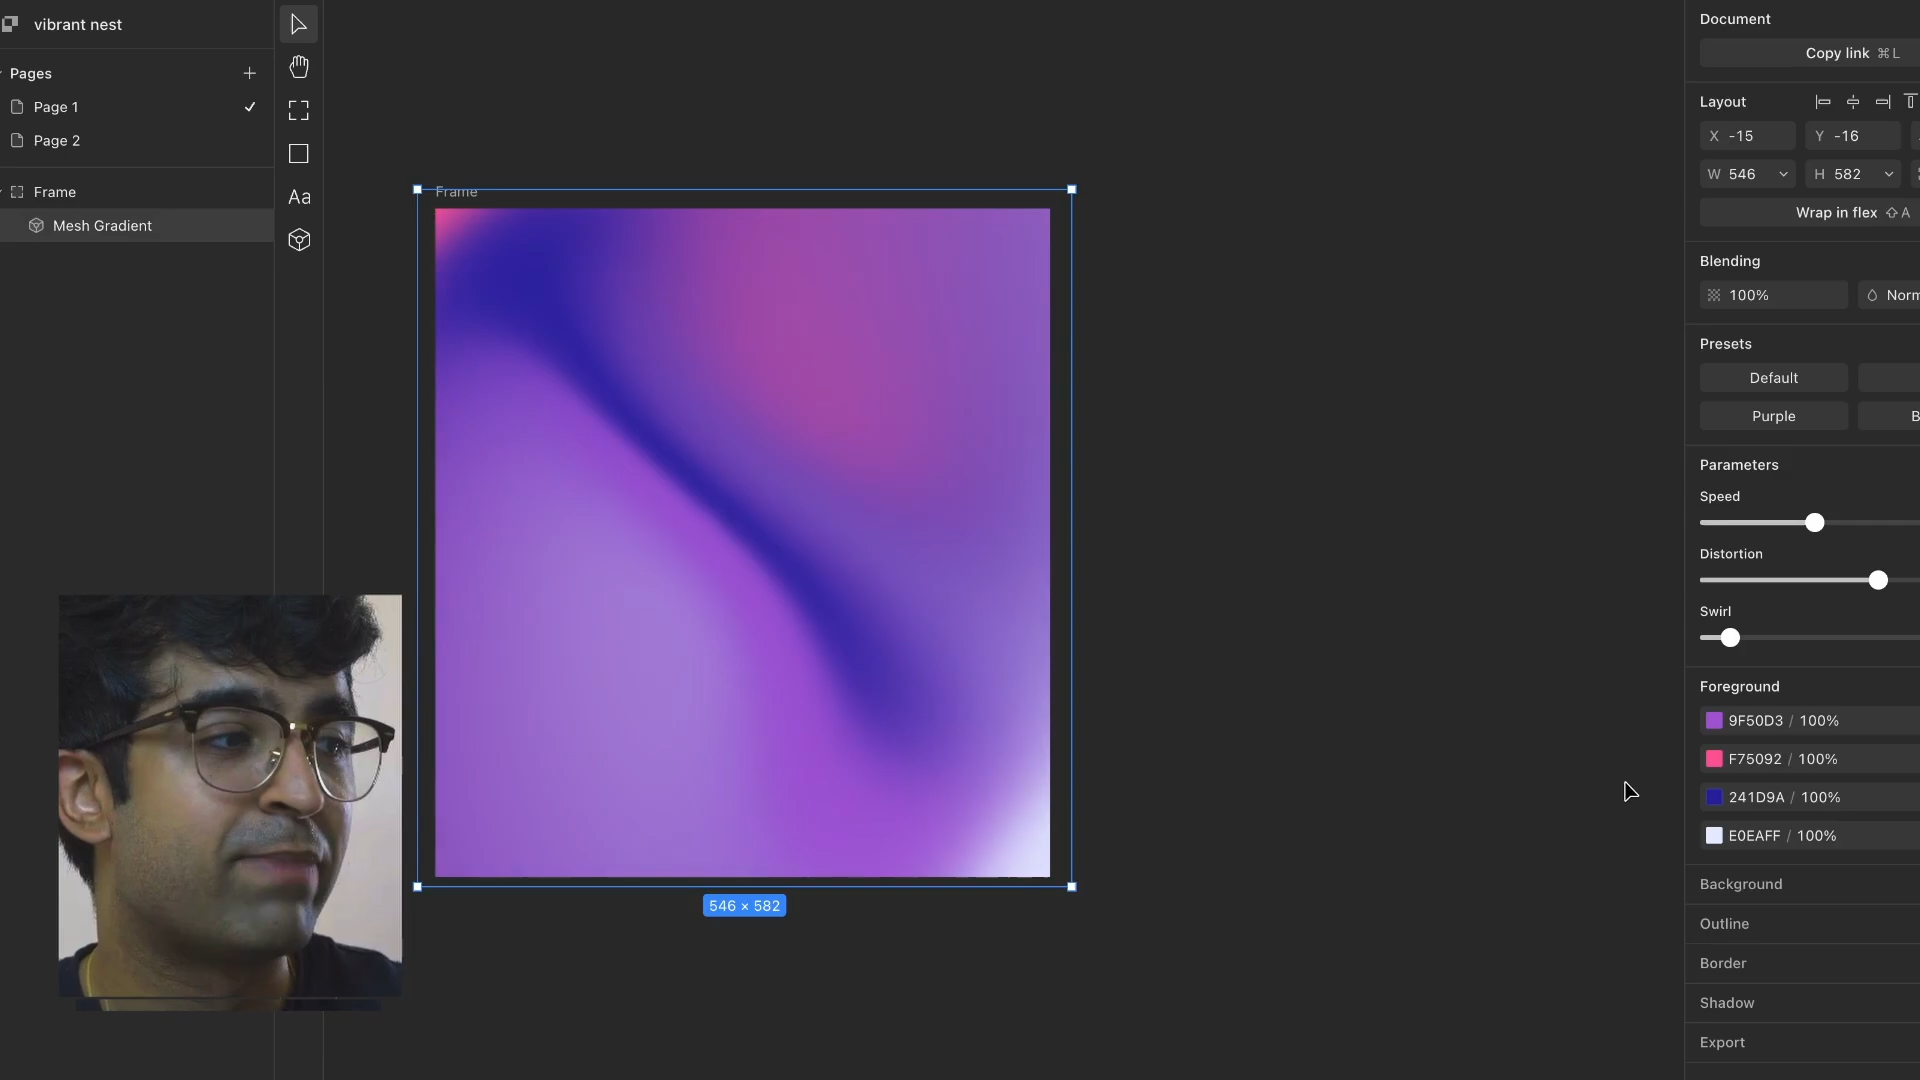 vibrant nest
Pages
Page 1
Page 2
Frame
Mesh Gradient
Aa
Frame
546 × 582
Document
Copy link ⌘ L
Layout
X -15 Y -16
W 546 H 582
Wrap in flex ⇧ A
Blending
100% Norm
Presets
Default
Purple B
Parameters
Speed
Distortion
Swirl
Foreground
9F50D3 / 100%
F75092 / 100%
241D9A / 100%
E0EAFF / 100%
Background
Outline
Border
Shadow
Export